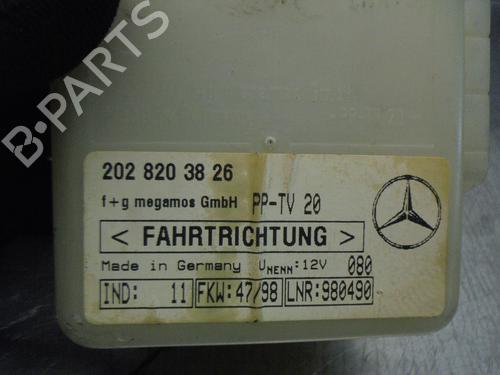 B-PARTS
202 820 38 26
f+g megamos GmbH PP-TV 20
< FAHRTRICHTUNG >
Made in Germany UNENN:12V 080
IND: 11 FKW:47/98 LNR:980490